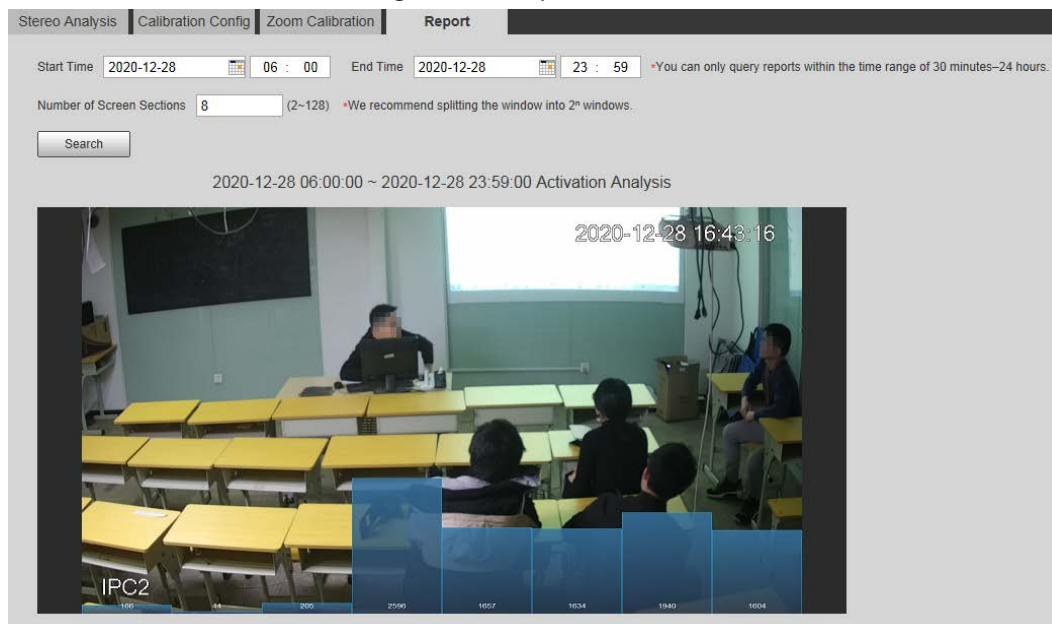 Stereo Analysis Calibration Config Zoom Calibration Report
Start Time 2020-12-28 06 : 00 End Time 2020-12-28 23 : 59 *You can only query reports within the time range of 30 minutes–24 hours.
Number of Screen Sections 8 (2~128) *We recommend splitting the window into 2ⁿ windows.
Search
2020-12-28 06:00:00 ~ 2020-12-28 23:59:00 Activation Analysis
2020-12-28 16:43:16
IPC2
166 44 205 2596 1657 1634 1940 1604